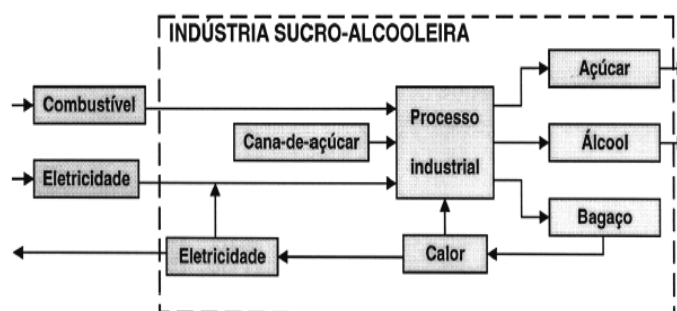 INDÚSTRIA SUCRO-ALCOOLEIRA
Açúcar
Combustível
Processo
industrial
Cana-de-açúcar
Álcool
Eletricidade
Bagaço
Eletricidade
Calor